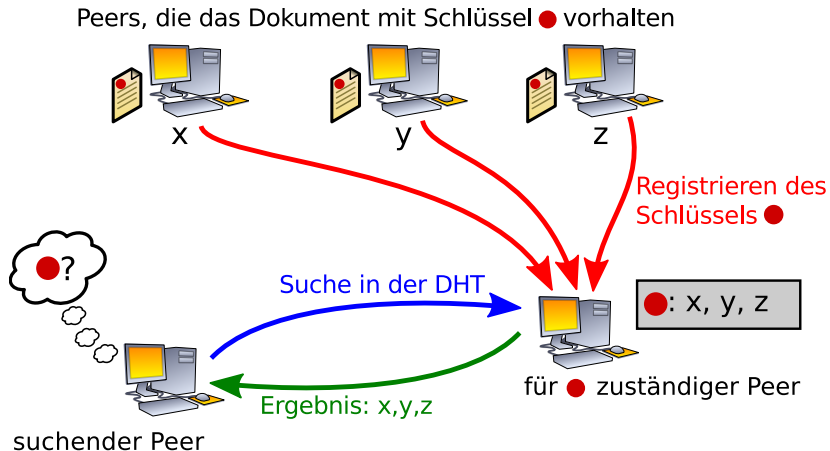 Peers, die das Dokument mit Schlüssel vorhalten
x
y
z
Registrieren des
Schlüssels
?
Suche in der DHT
: x, y, z
für zuständiger Peer
Ergebnis: x,y,z
suchender Peer